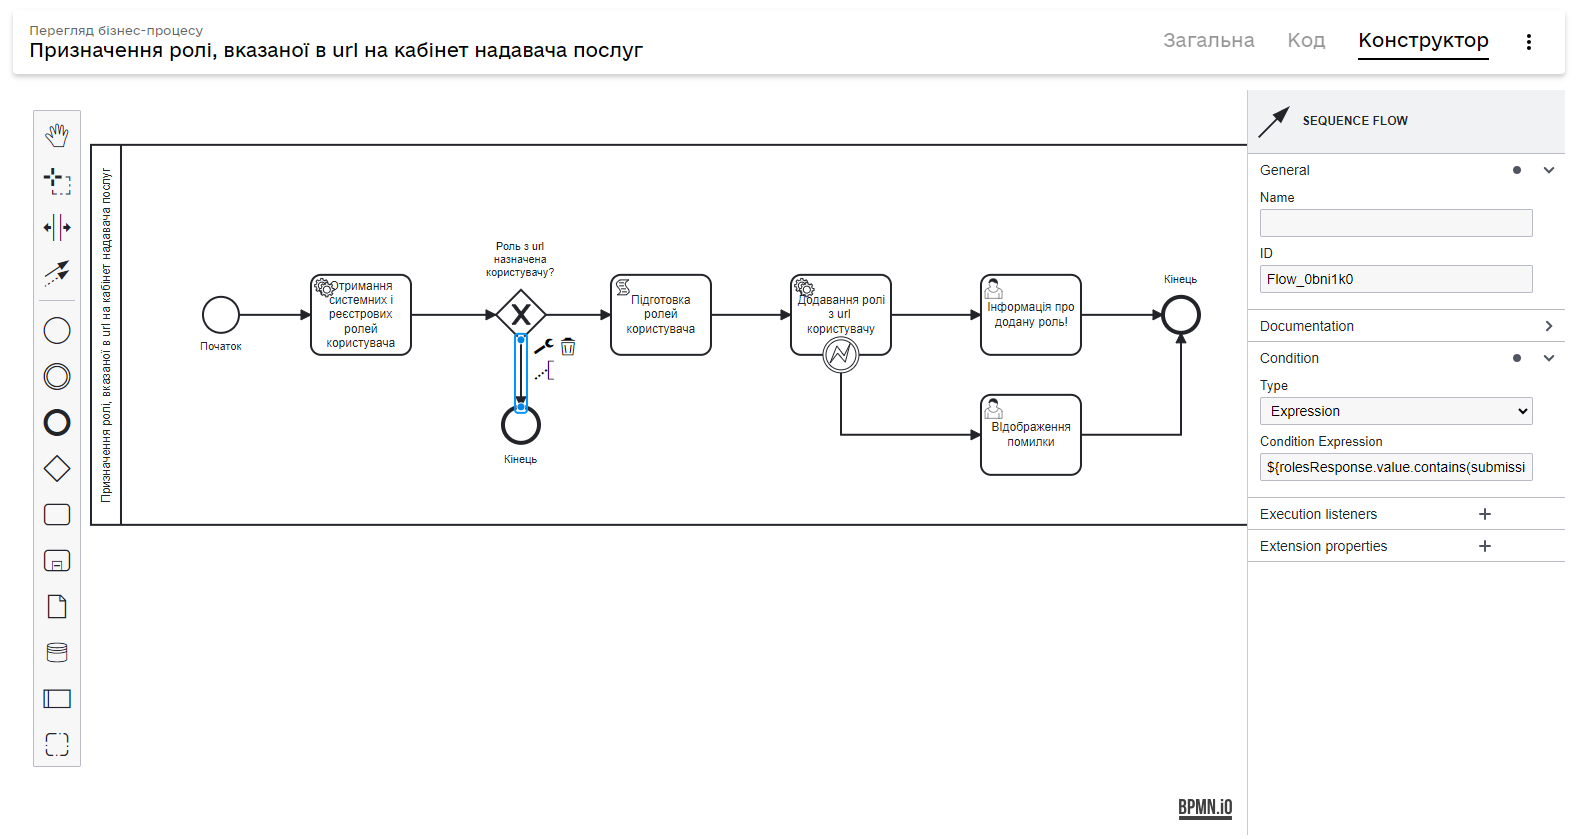 Перегляд бізнес-процесу
Призначення ролі, вказаної в url на кабінет надавача послуг
Загальна
Код
Конструктор
Призначення ролі, вказаної в url на кабінет надавача послуг
Початок
Отримання
системних і
реєстрових
ролей
користувача
Роль з url
назначена
користувачу?
Кінець
Підготовка
ролей
користувача
Додавання ролі
з url
користувачу
Інформація про
додану роль!
ВІдображення
помилки
Кінець
SEQUENCE FLOW
General
Name
ID
Flow_0bni1k0
Documentation
Condition
Type
Expression
Condition Expression
${rolesResponse.value.contains(submissi
Execution listeners
Extension properties
BPMN.iO